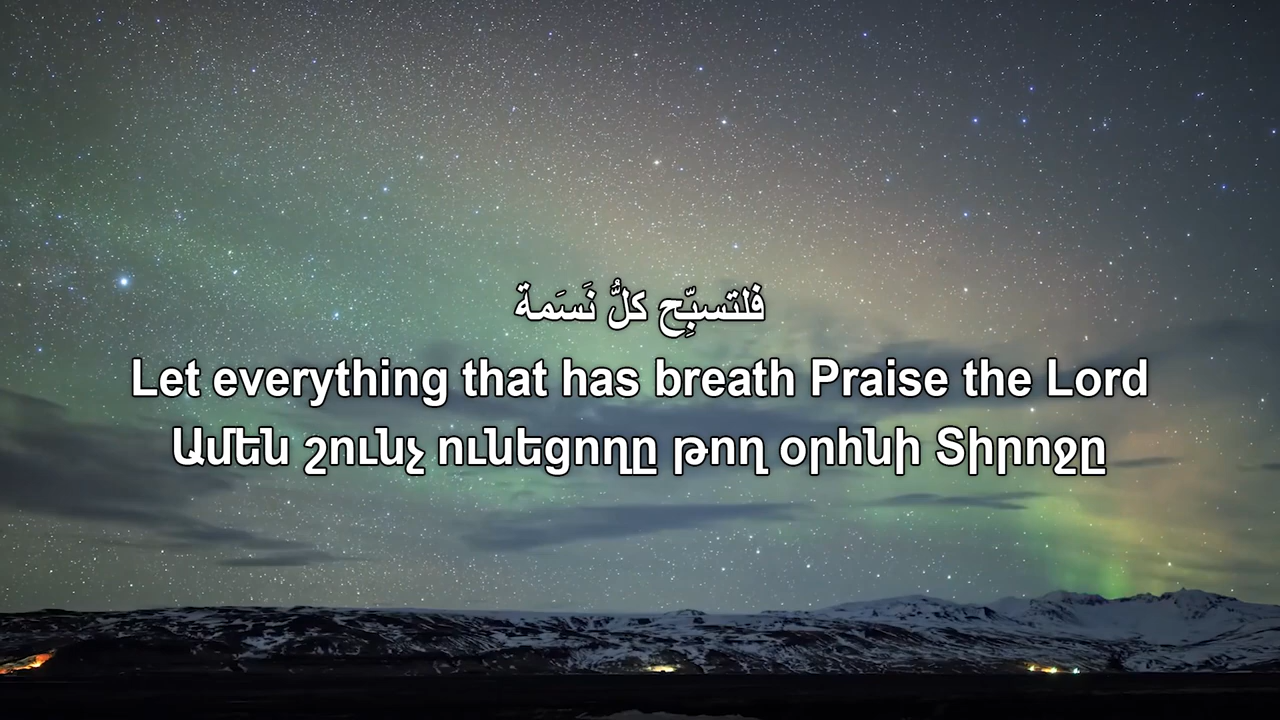 فلتسبِّح كلُّ نَسَمة
Let everything that has breath Praise the Lord
Ամեն շունչ ունեցողը թող օրհնի Տիրոջը